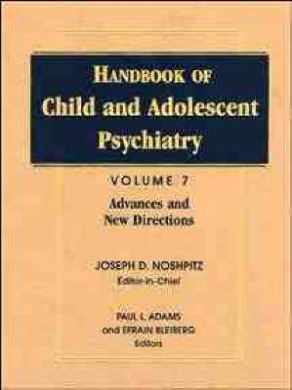 HANDBOOK OF
Child and Adolescent
Psychiatry
VOLUME 7
Advances and
New Directions
JOSEPH D. NOSHPITZ
Editor-in-Chief
PAUL L. ADAMS
and EFRAIN BLEIBERG
Editors